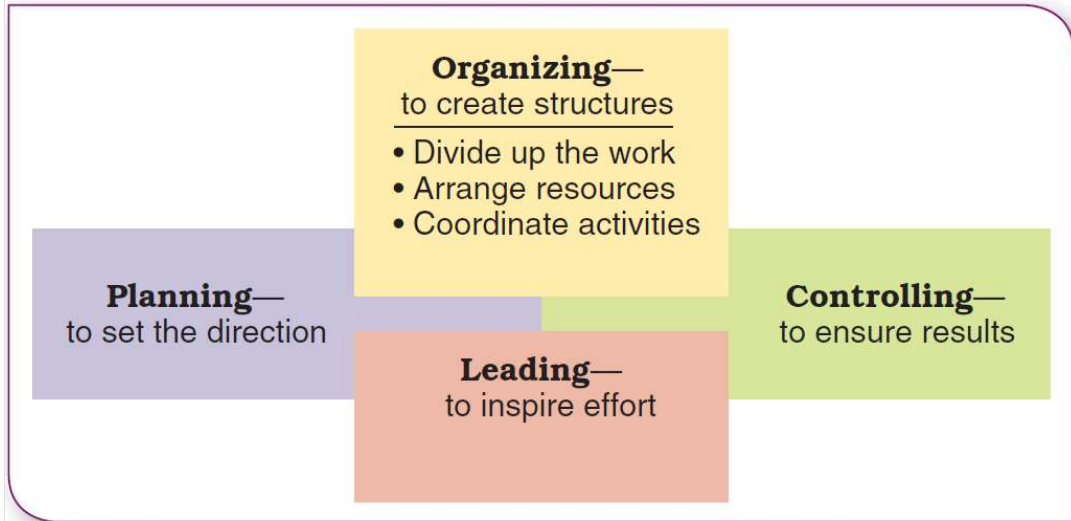 Organizing—
to create structures
• Divide up the work
• Arrange resources
• Coordinate activities
Planning—
to set the direction
Controlling—
to ensure results
Leading—
to inspire effort